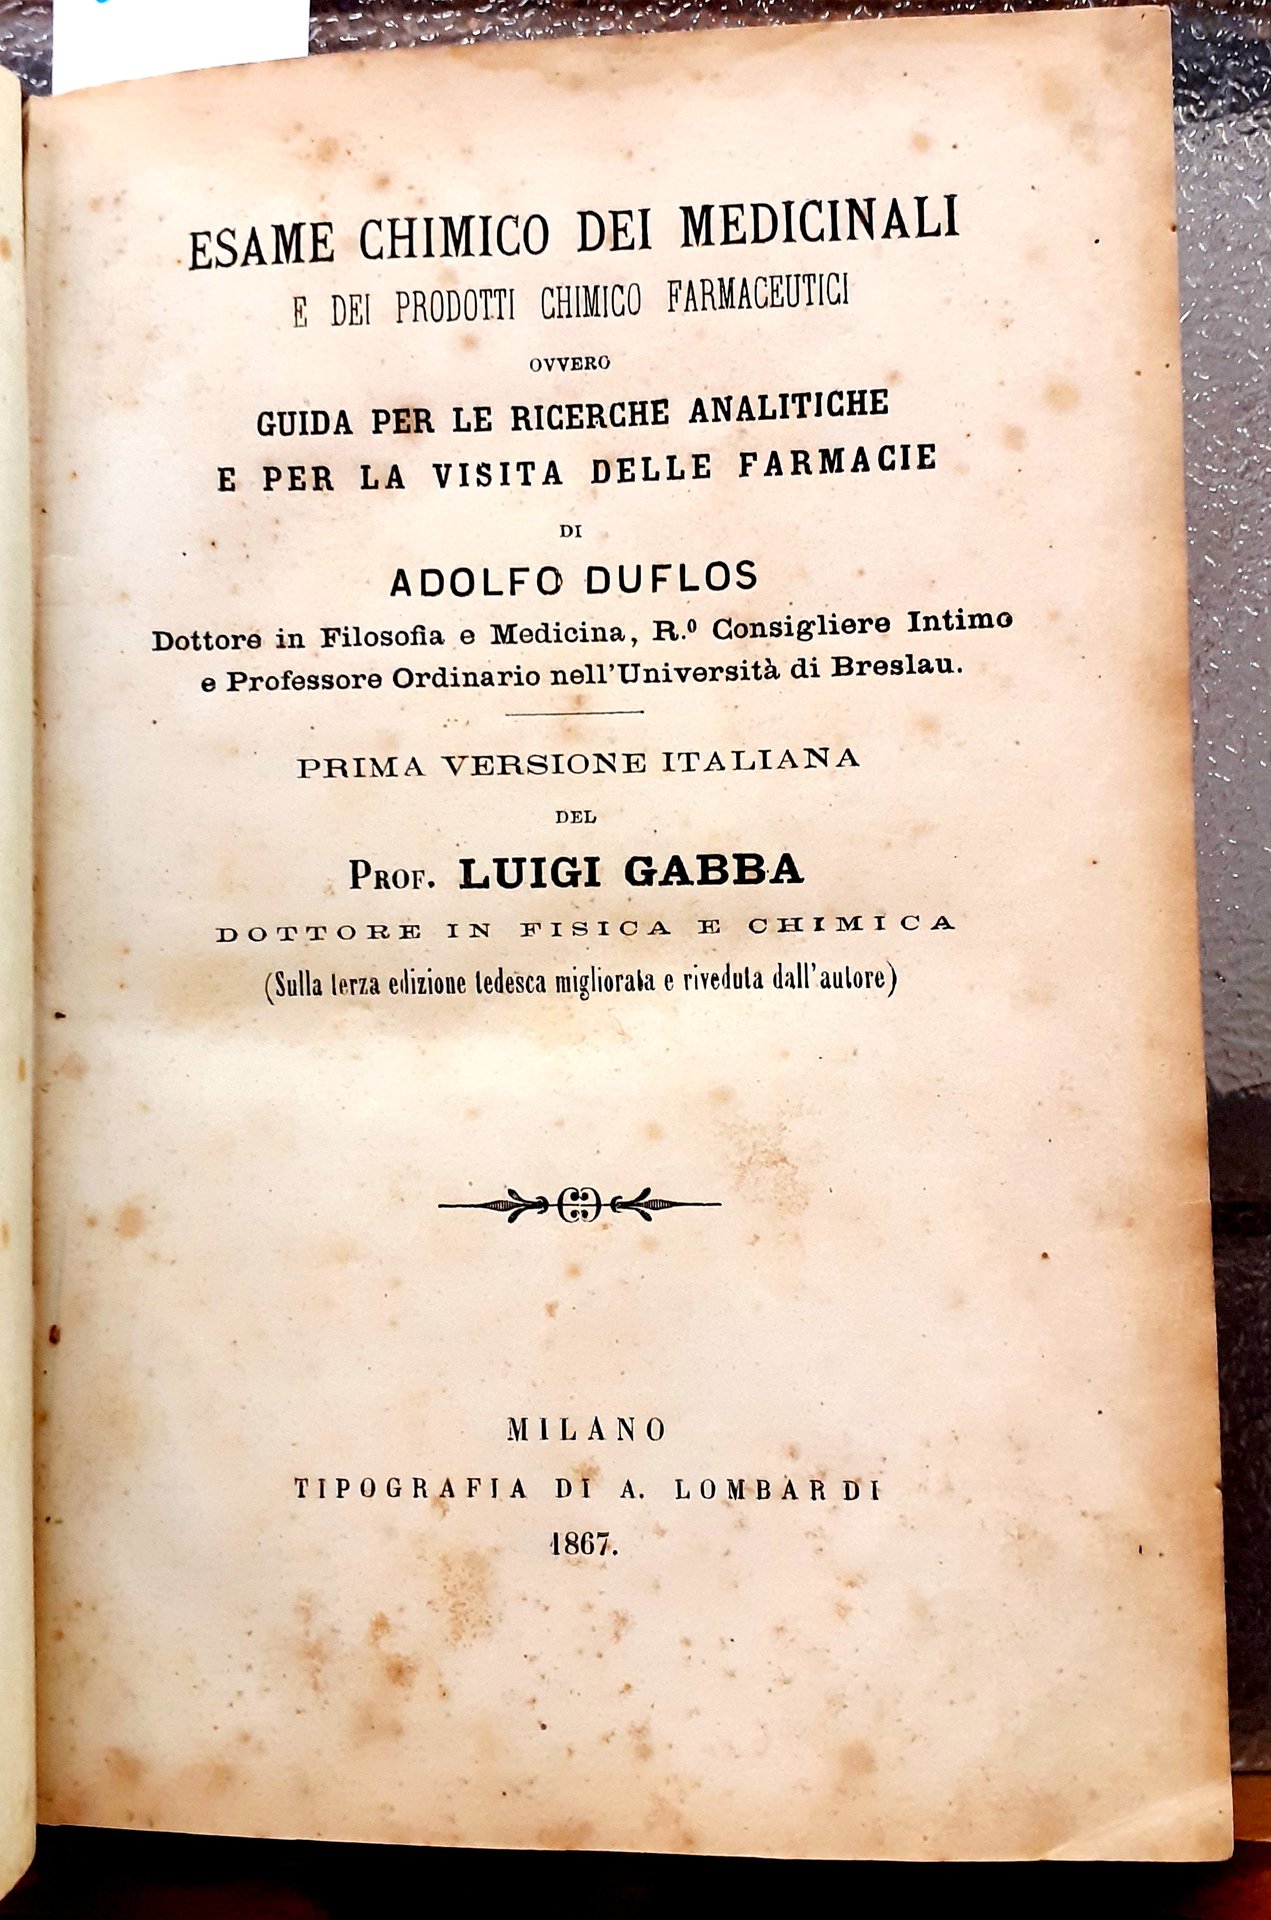 ESAME CHIMICO DEI MEDICINALI
E DEI PRODOTTI CHIMICO FARMACEUTICI
OVVERO
GUIDA PER LE RICERCHE ANALITICHE
E PER LA VISITA DELLE FARMACIE
DI
ADOLFO DUFLOS
Dottore in Filosofia e Medicina, R.º Consigliere Intimo
e Professore Ordinario nell'Università di Breslau.
PRIMA VERSIONE ITALIANA
DEL
PROF. LUIGI GABBA
DOTTORE IN FISICA E CHIMICA
(Sulla terza edizione tedesca migliorata e riveduta dall'autore)
MILANO
TIPOGRAFIA DI A. LOMBARDI
1867.